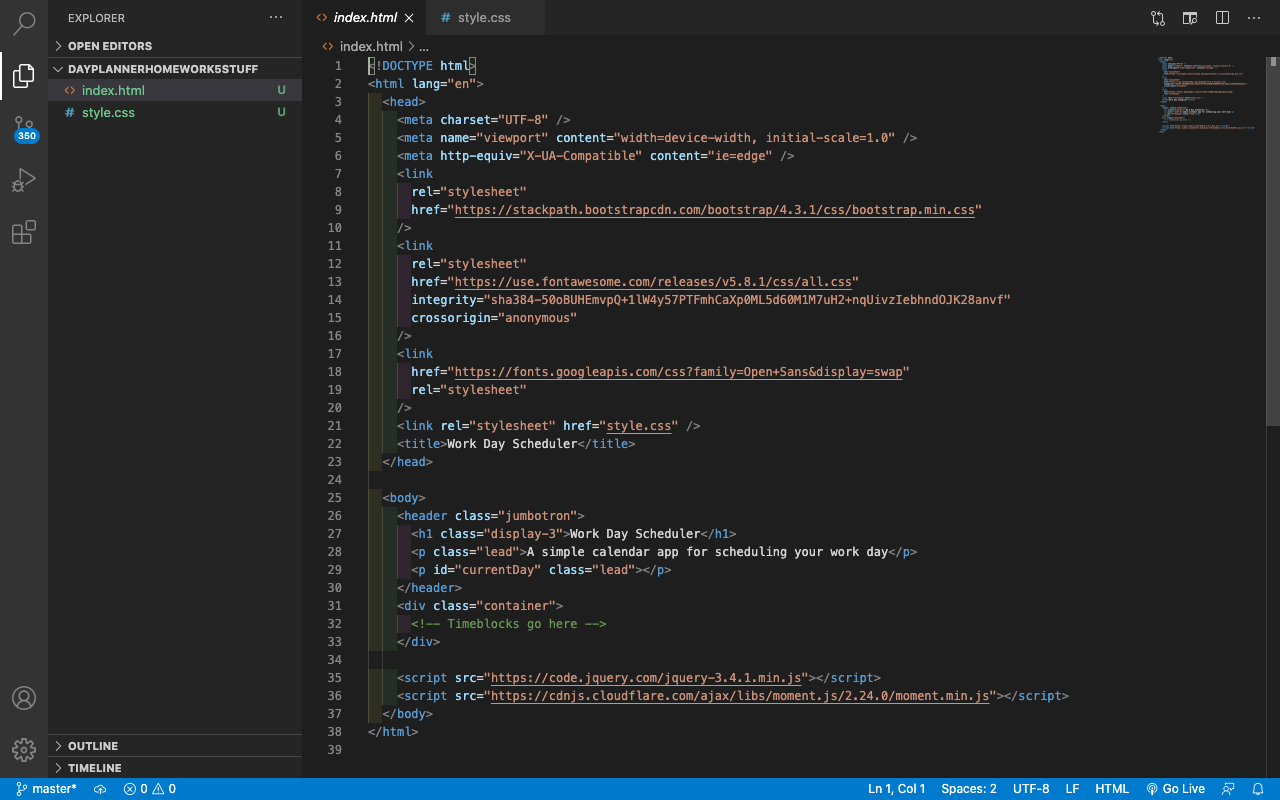 EXPLORER
index.html
style.css
OPEN EDITORS
DAYPLANNERHOMEWORK5STUFF
index.html U
style.css U
350
OUTLINE
TIMELINE
index.html > ...
1 <!DOCTYPE html>
2 <html lang="en">
3 <head>
4 <meta charset="UTF-8" />
5 <meta name="viewport" content="width=device-width, initial-scale=1.0" />
6 <meta http-equiv="X-UA-Compatible" content="ie=edge" />
7 <link
8 rel="stylesheet"
9 href="https://stackpath.bootstrapcdn.com/bootstrap/4.3.1/css/bootstrap.min.css"
10 />
11 <link
12 rel="stylesheet"
13 href="https://use.fontawesome.com/releases/v5.8.1/css/all.css"
14 integrity="sha384-50oBUHEmvpQ+1lW4y57PTFmhCaXp0ML5d60M1M7uH2+nqUivzIebhndOJK28anvf"
15 crossorigin="anonymous"
16 />
17 <link
18 href="https://fonts.googleapis.com/css?family=Open+Sans&display=swap"
19 rel="stylesheet"
20 />
21 <link rel="stylesheet" href="style.css" />
22 <title>Work Day Scheduler</title>
23 </head>
24
25 <body>
26 <header class="jumbotron">
27 <h1 class="display-3">Work Day Scheduler</h1>
28 <p class="lead">A simple calendar app for scheduling your work day</p>
29 <p id="currentDay" class="lead"></p>
30 </header>
31 <div class="container">
32 <!-- Timeblocks go here -->
33 </div>
34
35 <script src="https://code.jquery.com/jquery-3.4.1.min.js"></script>
36 <script src="https://cdnjs.cloudflare.com/ajax/libs/moment.js/2.24.0/moment.min.js"></script>
37 </body>
38 </html>
39
master* 0 0 Ln 1, Col 1 Spaces: 2 UTF-8 LF HTML Go Live